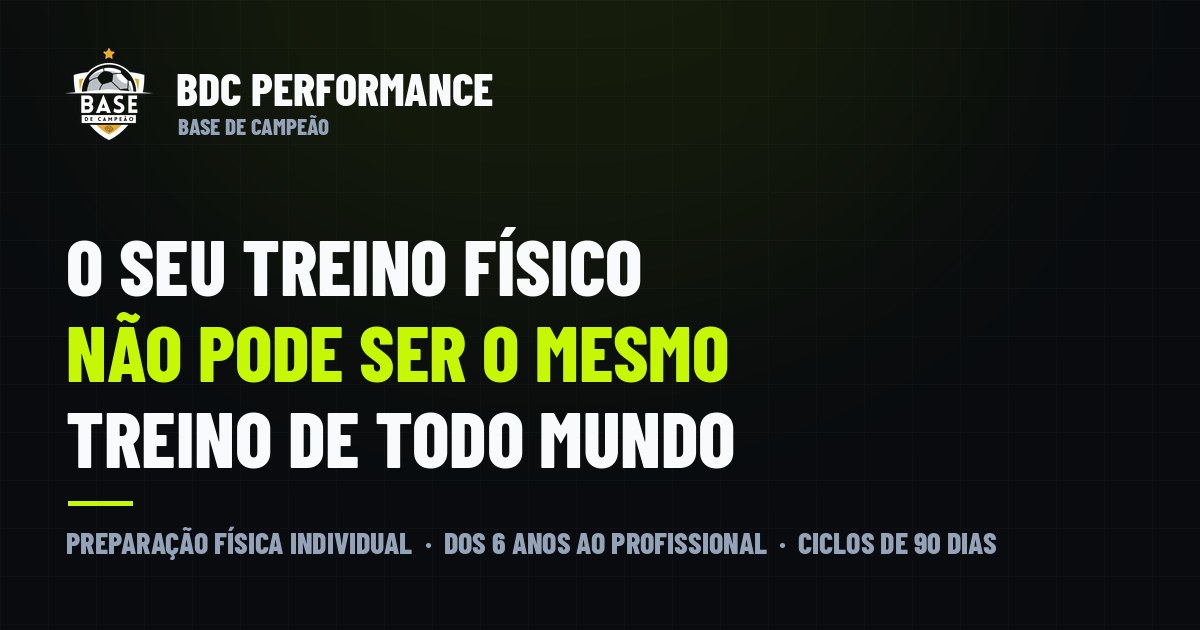 BASE
DE CAMPEÃO
BDC PERFORMANCE
BASE DE CAMPEÃO
O SEU TREINO FÍSICO
NÃO PODE SER O MESMO
TREINO DE TODO MUNDO
PREPARAÇÃO FÍSICA INDIVIDUAL · DOS 6 ANOS AO PROFISSIONAL · CICLOS DE 90 DIAS